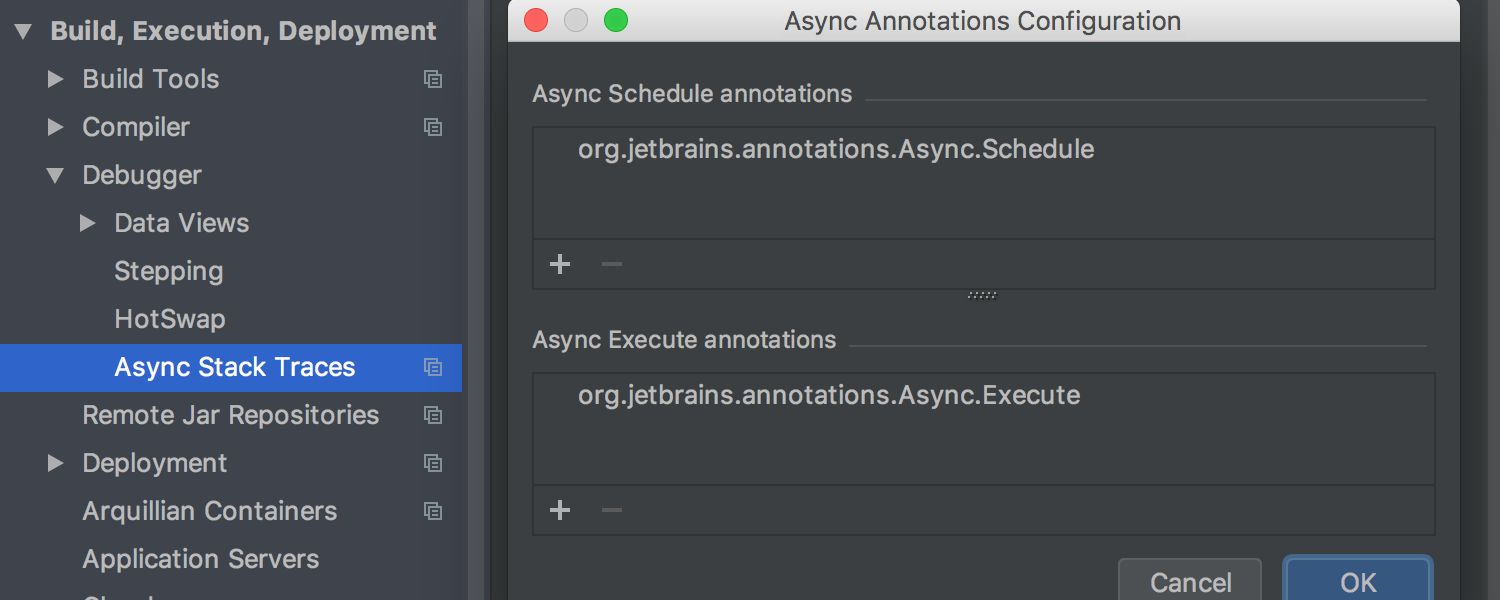 Build, Execution, Deployment
Build Tools
Compiler
Debugger
Data Views
Stepping
HotSwap
Async Stack Traces
Remote Jar Repositories
Deployment
Arquillian Containers
Application Servers
Async Annotations Configuration
Async Schedule annotations
org.jetbrains.annotations.Async.Schedule
Async Execute annotations
org.jetbrains.annotations.Async.Execute
Cancel
OK